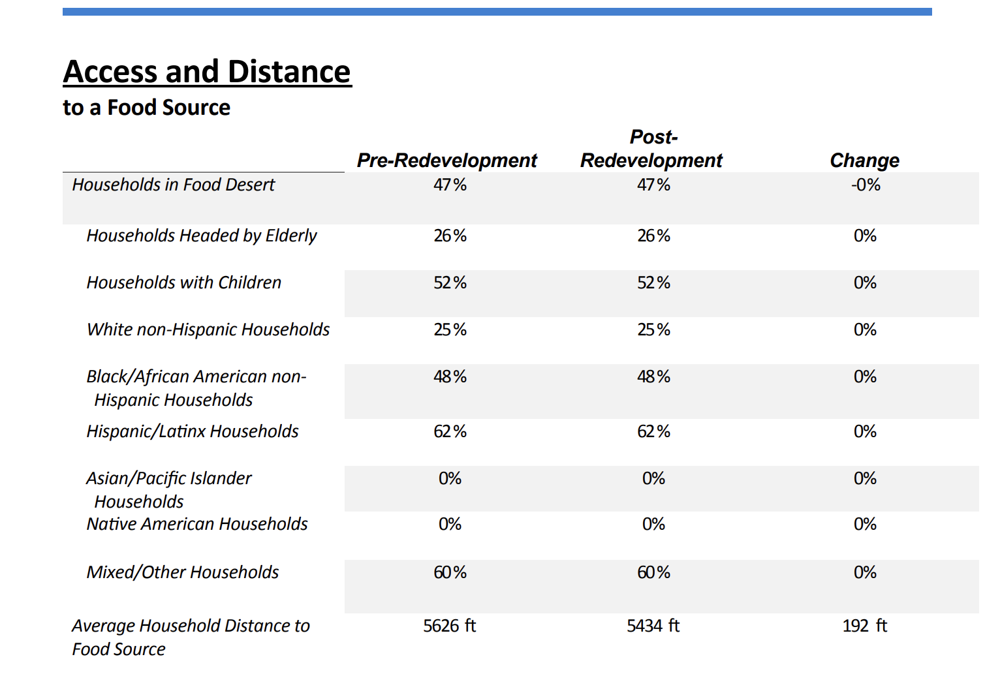 Access and Distance
to a Food Source
Post-
Pre-Redevelopment Redevelopment Change
Households in Food Desert 47% 47% -0%
Households Headed by Elderly 26% 26% 0%
Households with Children 52% 52% 0%
White non-Hispanic Households 25% 25% 0%
Black/African American non- 48% 48% 0%
Hispanic Households
Hispanic/Latinx Households 62% 62% 0%
Asian/Pacific Islander 0% 0% 0%
Households
Native American Households 0% 0% 0%
Mixed/Other Households 60% 60% 0%
Average Household Distance to 5626 ft 5434 ft 192 ft
Food Source